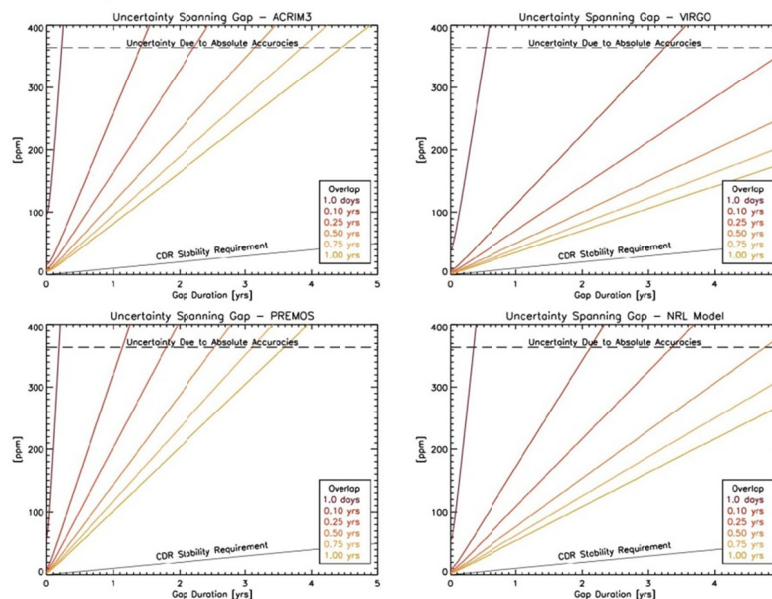 Uncertainty Spanning Gap – ACRIM3
400
300
200
100
0
[ppm]
Uncertainty Due to Absolute Accuracies
CDR Stability Requirement
Overlap
1.0 days
0.10 yrs
0.25 yrs
0.50 yrs
0.75 yrs
1.00 yrs
0 1 2 3 4 5
Gap Duration [yrs]
Uncertainty Spanning Gap – VIRGO
400
300
200
100
0
[ppm]
Uncertainty Due to Absolute Accuracies
CDR Stability Requirement
Overlap
1.0 days
0.10 yrs
0.25 yrs
0.50 yrs
0.75 yrs
1.00 yrs
0 1 2 3 4
Gap Duration [yrs]
Uncertainty Spanning Gap – PREMOS
400
300
200
100
0
[ppm]
Uncertainty Due to Absolute Accuracies
CDR Stability Requirement
Overlap
1.0 days
0.10 yrs
0.25 yrs
0.50 yrs
0.75 yrs
1.00 yrs
0 1 2 3 4 5
Gap Duration [yrs]
Uncertainty Spanning Gap – NRL Model
400
300
200
100
0
[ppm]
Uncertainty Due to Absolute Accuracies
CDR Stability Requirement
Overlap
1.0 days
0.10 yrs
0.25 yrs
0.50 yrs
0.75 yrs
1.00 yrs
0 1 2 3 4
Gap Duration [yrs]